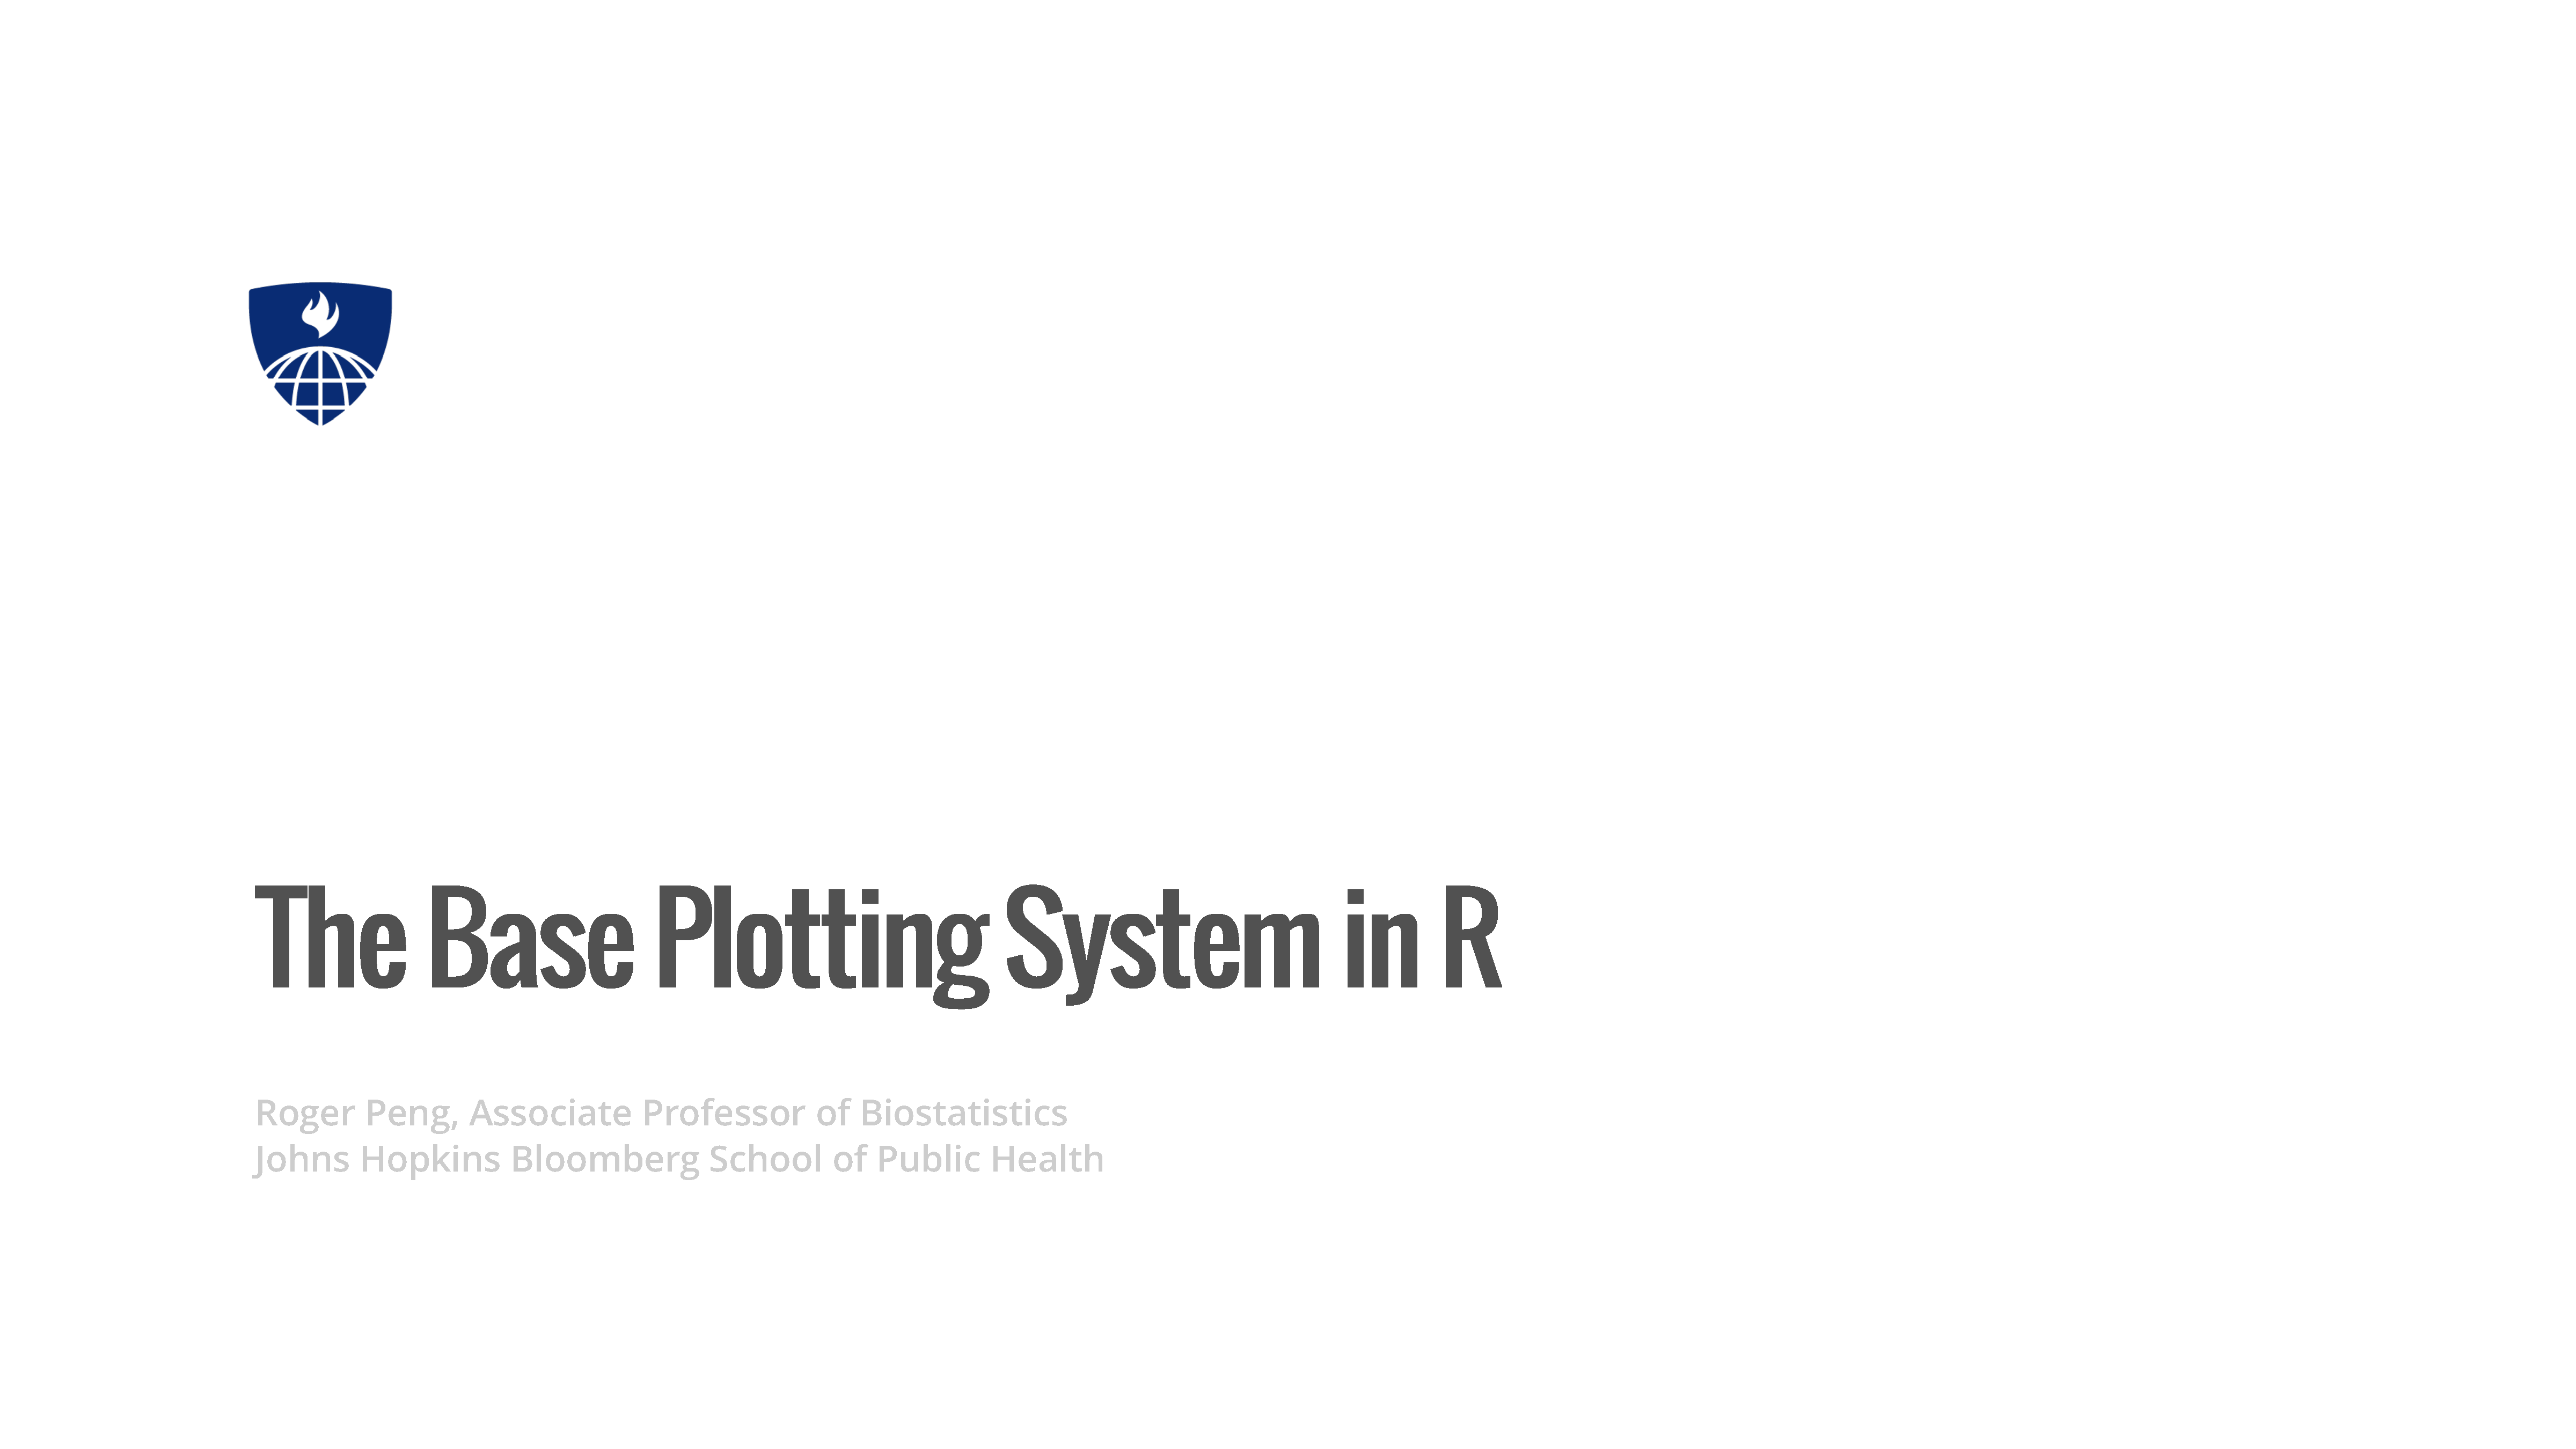 The Base Plotting System in R
Roger Peng, Associate Professor of Biostatistics
Johns Hopkins Bloomberg School of Public Health